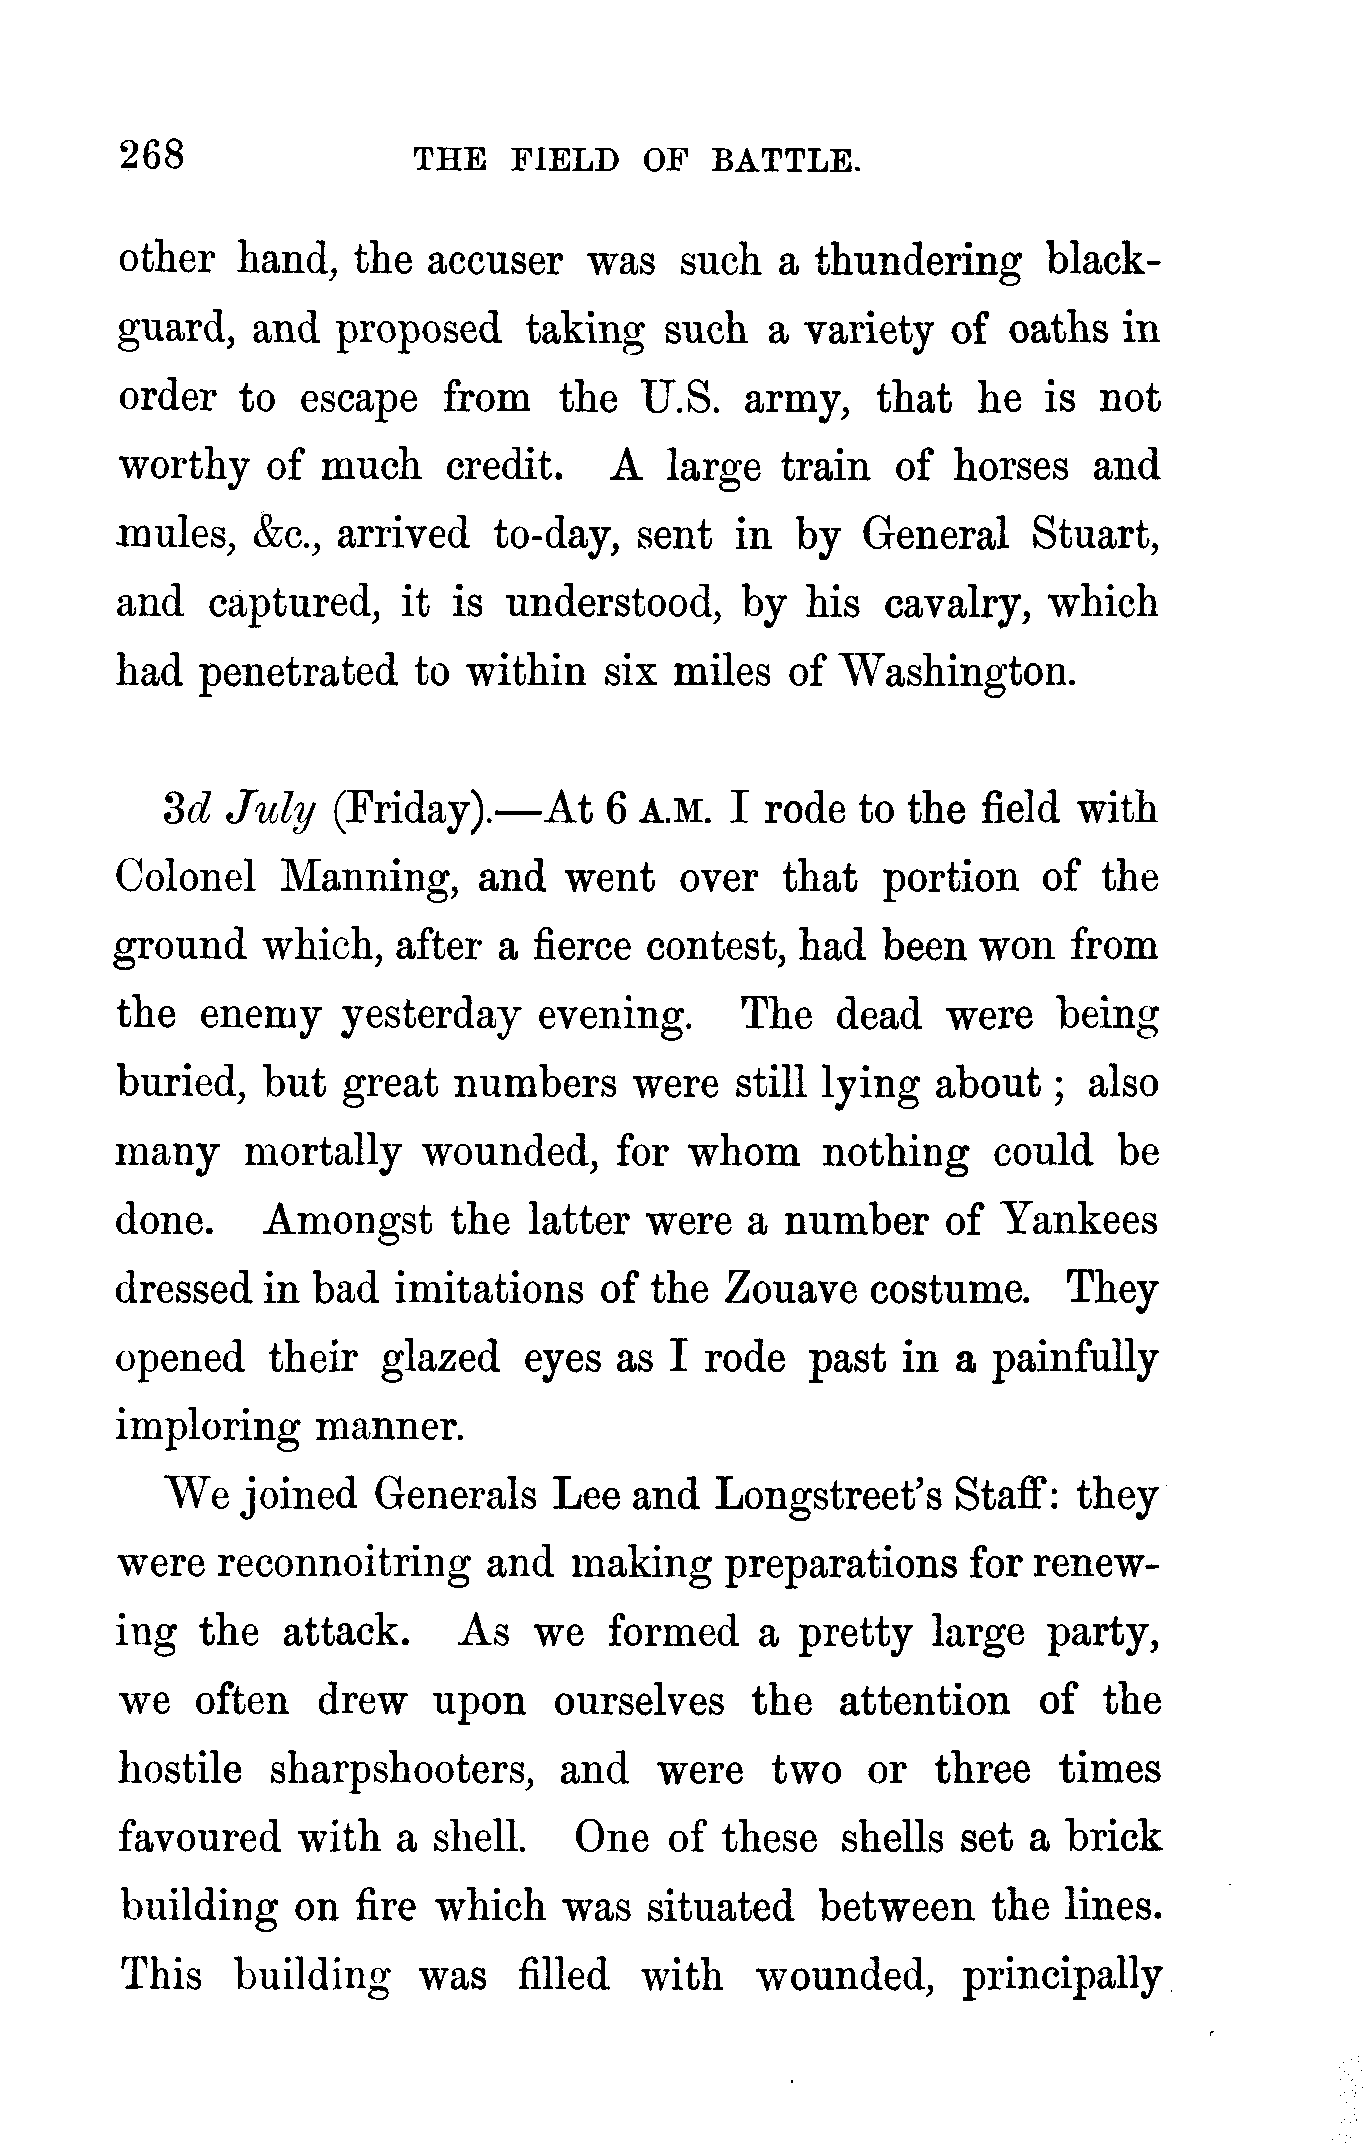 268 THE FIELD OF BATTLE.
other hand, the accuser was such a thundering black-
guard, and proposed taking such a variety of oaths in
order to escape from the U.S. army, that he is not
worthy of much credit. A large train of horses and
mules, &c., arrived to-day, sent in by General Stuart,
and captured, it is understood, by his cavalry, which
had penetrated to within six miles of Washington.
3d July (Friday).—At 6 A.M. I rode to the field with
Colonel Manning, and went over that portion of the
ground which, after a fierce contest, had been won from
the enemy yesterday evening. The dead were being
buried, but great numbers were still lying about ; also
many mortally wounded, for whom nothing could be
done. Amongst the latter were a number of Yankees
dressed in bad imitations of the Zouave costume. They
opened their glazed eyes as I rode past in a painfully
imploring manner.
We joined Generals Lee and Longstreet's Staff: they
were reconnoitring and making preparations for renew-
ing the attack. As we formed a pretty large party,
we often drew upon ourselves the attention of the
hostile sharpshooters, and were two or three times
favoured with a shell. One of these shells set a brick
building on fire which was situated between the lines.
This building was filled with wounded, principally